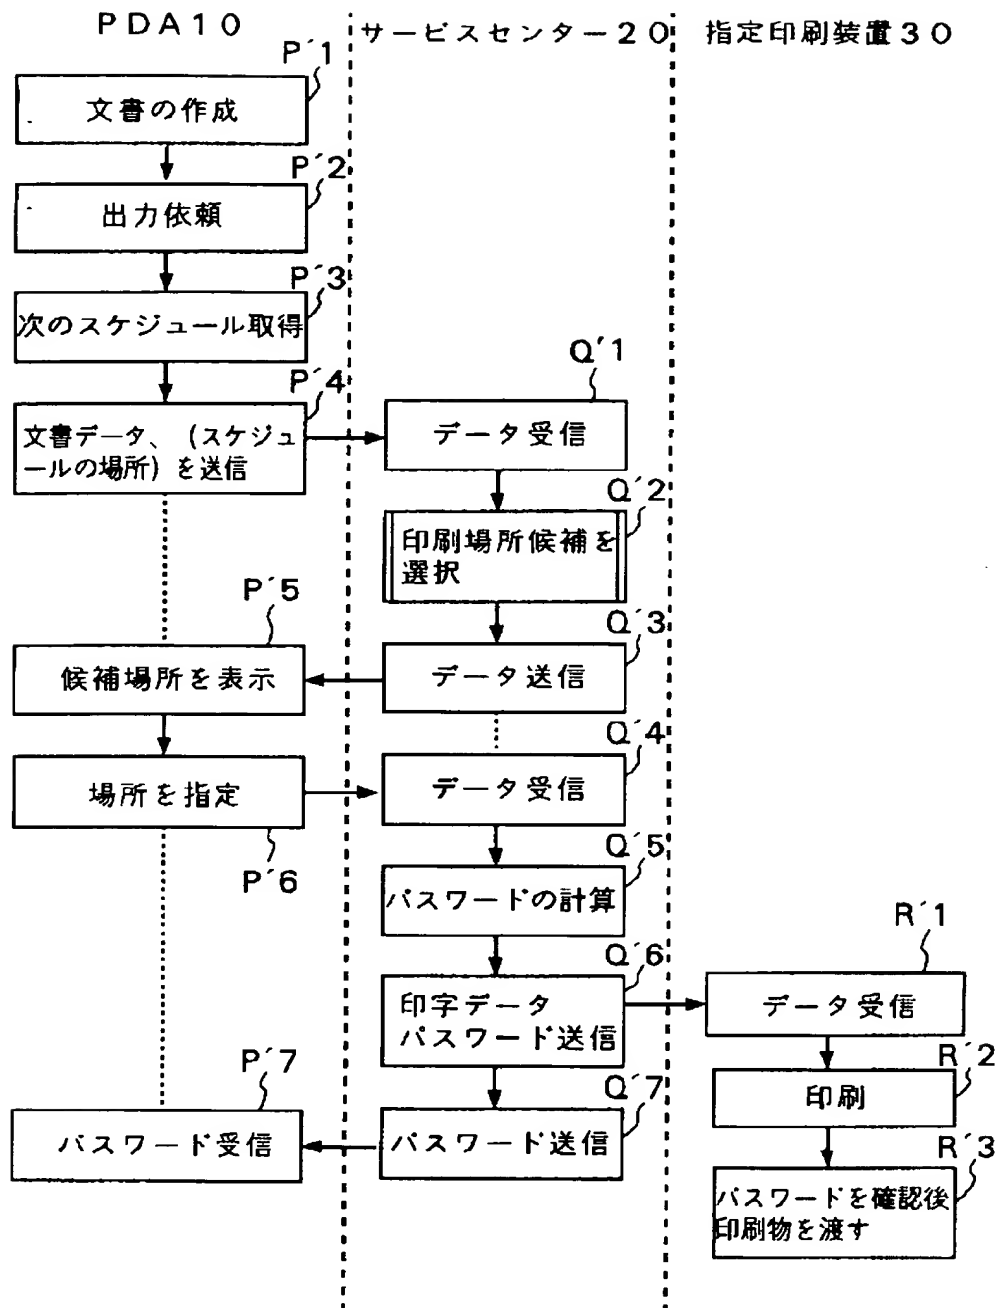 PDA10
サービスセンター20
指定印刷装置30
P´1
文書の作成
P´2
出力依頼
P´3
次のスケジュール取得
P´4
文書データ、(スケジュ
ールの場所)を送信
Q'1
データ受信
Q´2
印刷場所候補を
選択
Q´3
データ送信
P´5
候補場所を表示
Q´4
データ受信
場所を指定
P´6
Q´5
パスワードの計算
Q´6
印字データ
パスワード送信
R´1
データ受信
R´2
印刷
Q´7
パスワード送信
P´7
パスワード受信
R´3
パスワードを確認後
印刷物を渡す